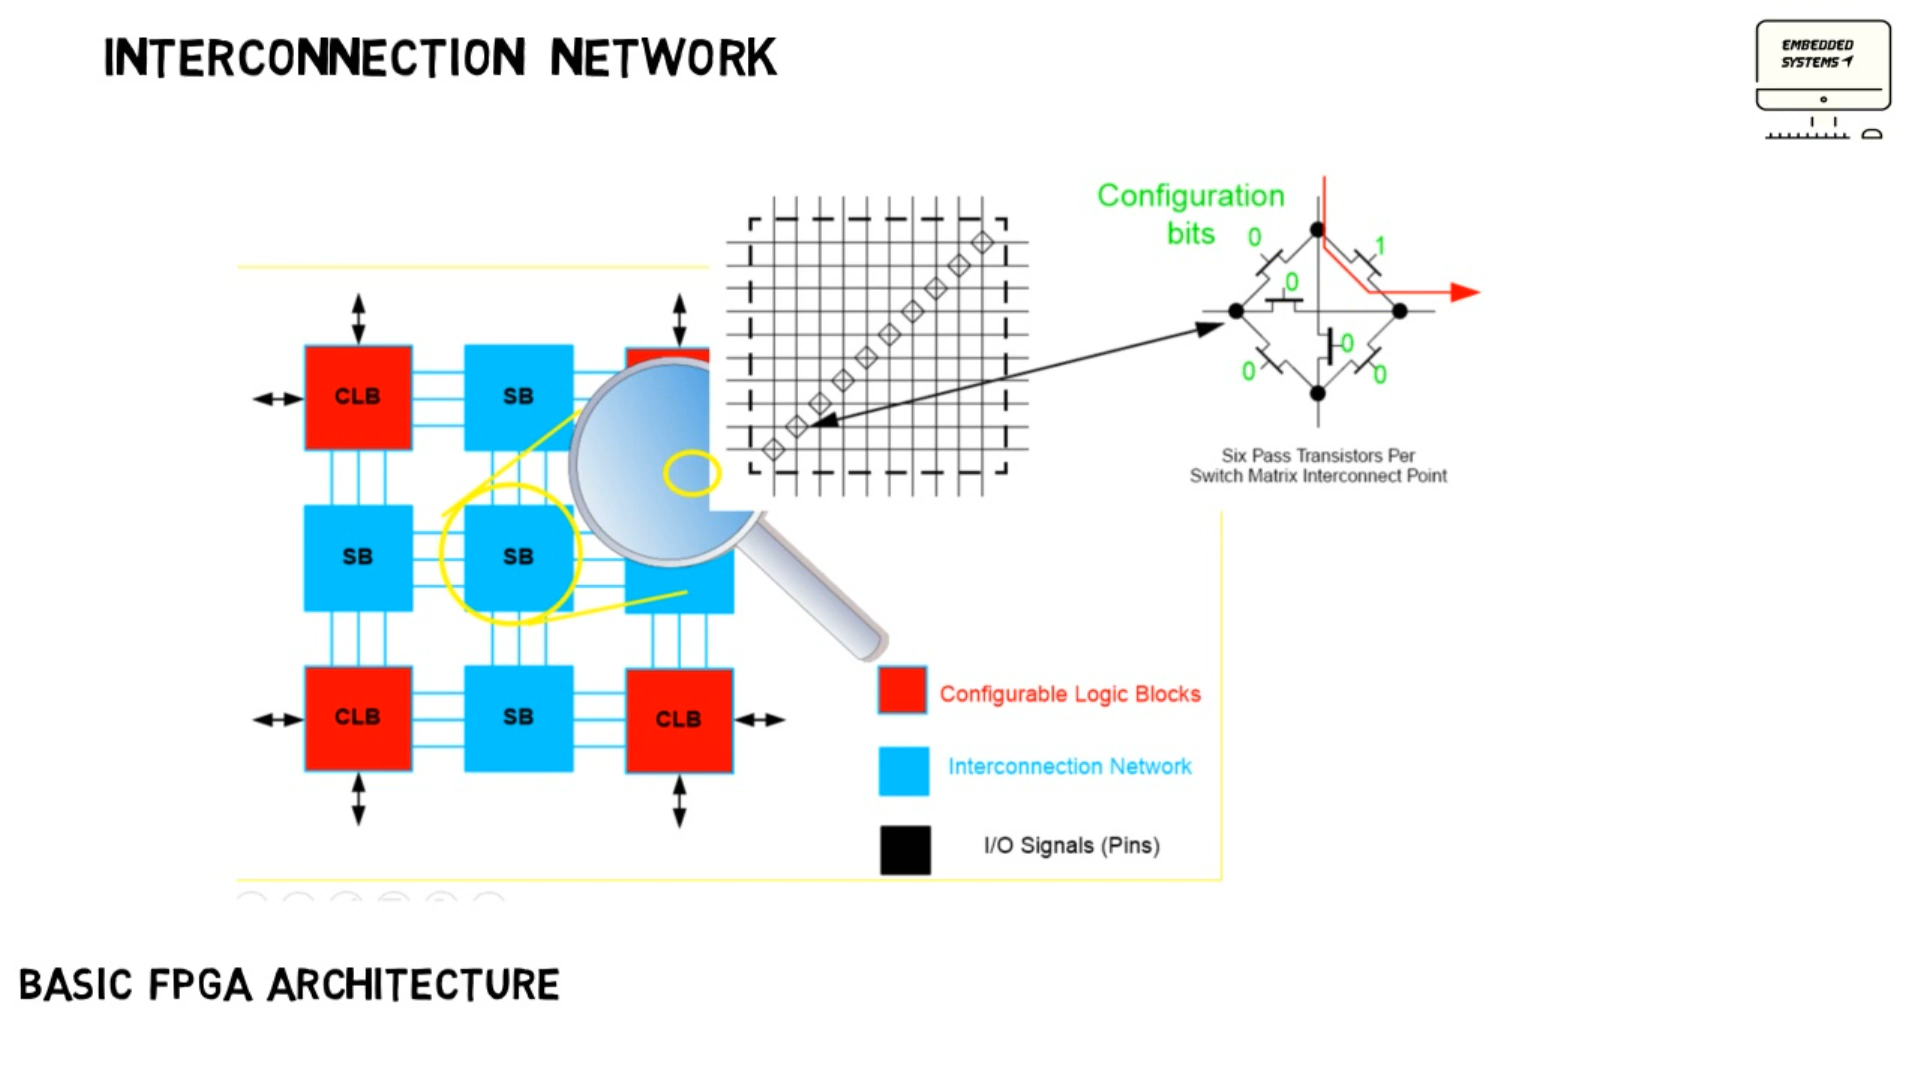 INTERCONNECTION NETWORK
EMBEDDED
SYSTEMS
Configuration
bits
0
1
0
0
0
0
Six Pass Transistors Per
Switch Matrix Interconnect Point
CLB
SB
SB
SB
CLB
SB
CLB
Configurable Logic Blocks
Interconnection Network
I/O Signals (Pins)
BASIC FPGA ARCHITECTURE